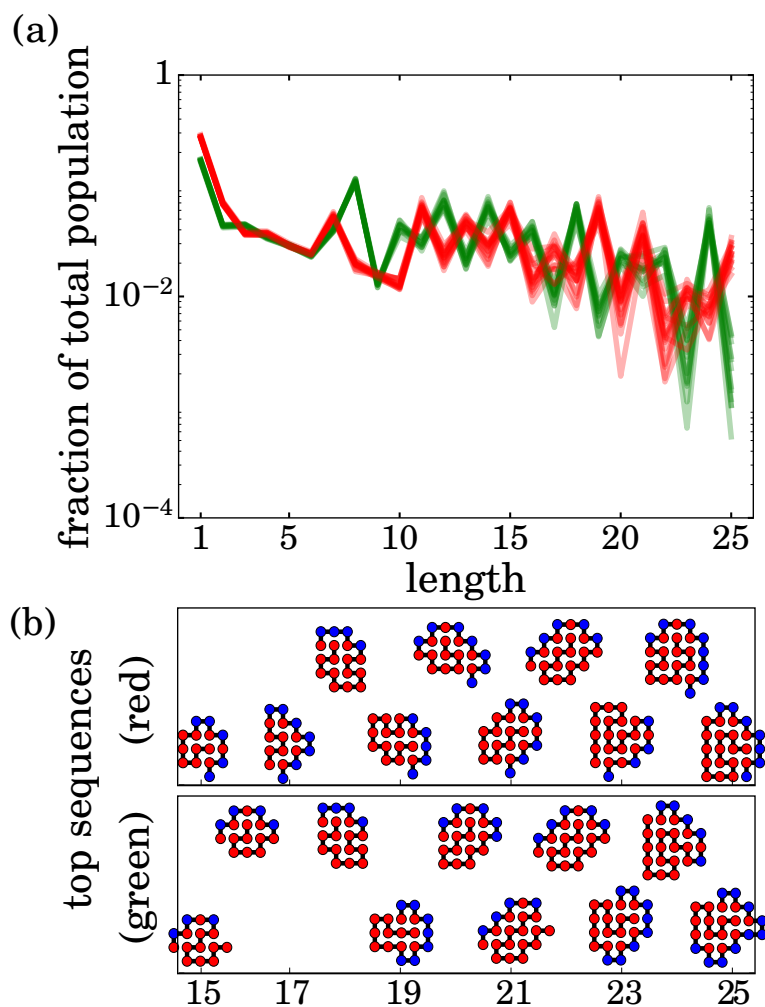 (a)
fraction of total population
1
10−2
10−4
1 5 10 15 20 25
length
(b)
top sequences
(red)
(green)
15 17 19 21 23 25